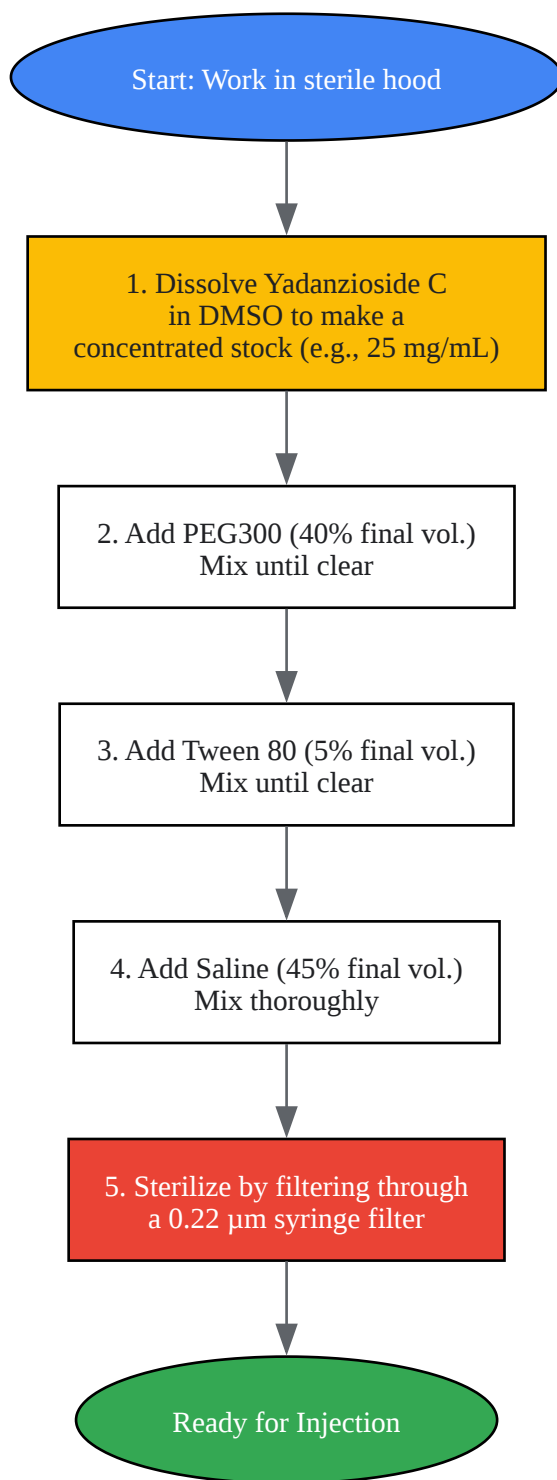 Start: Work in sterile hood
1. Dissolve Yadanzioside C
in DMSO to make a
concentrated stock (e.g., 25 mg/mL)
2. Add PEG300 (40% final vol.)
Mix until clear
3. Add Tween 80 (5% final vol.)
Mix until clear
4. Add Saline (45% final vol.)
Mix thoroughly
5. Sterilize by filtering through
a 0.22 µm syringe filter
Ready for Injection